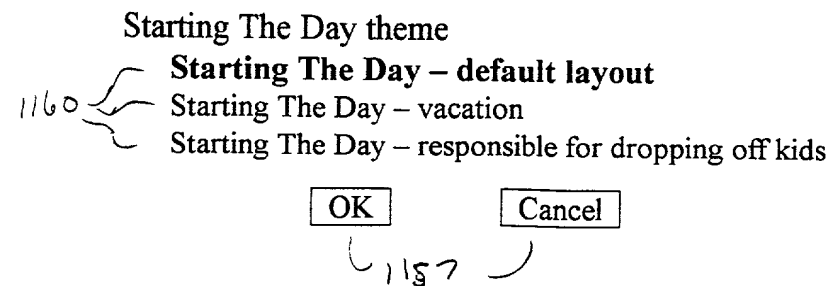 Starting The Day theme
Starting The Day – default layout
1160
Starting The Day – vacation
Starting The Day – responsible for dropping off kids
OK Cancel
1157